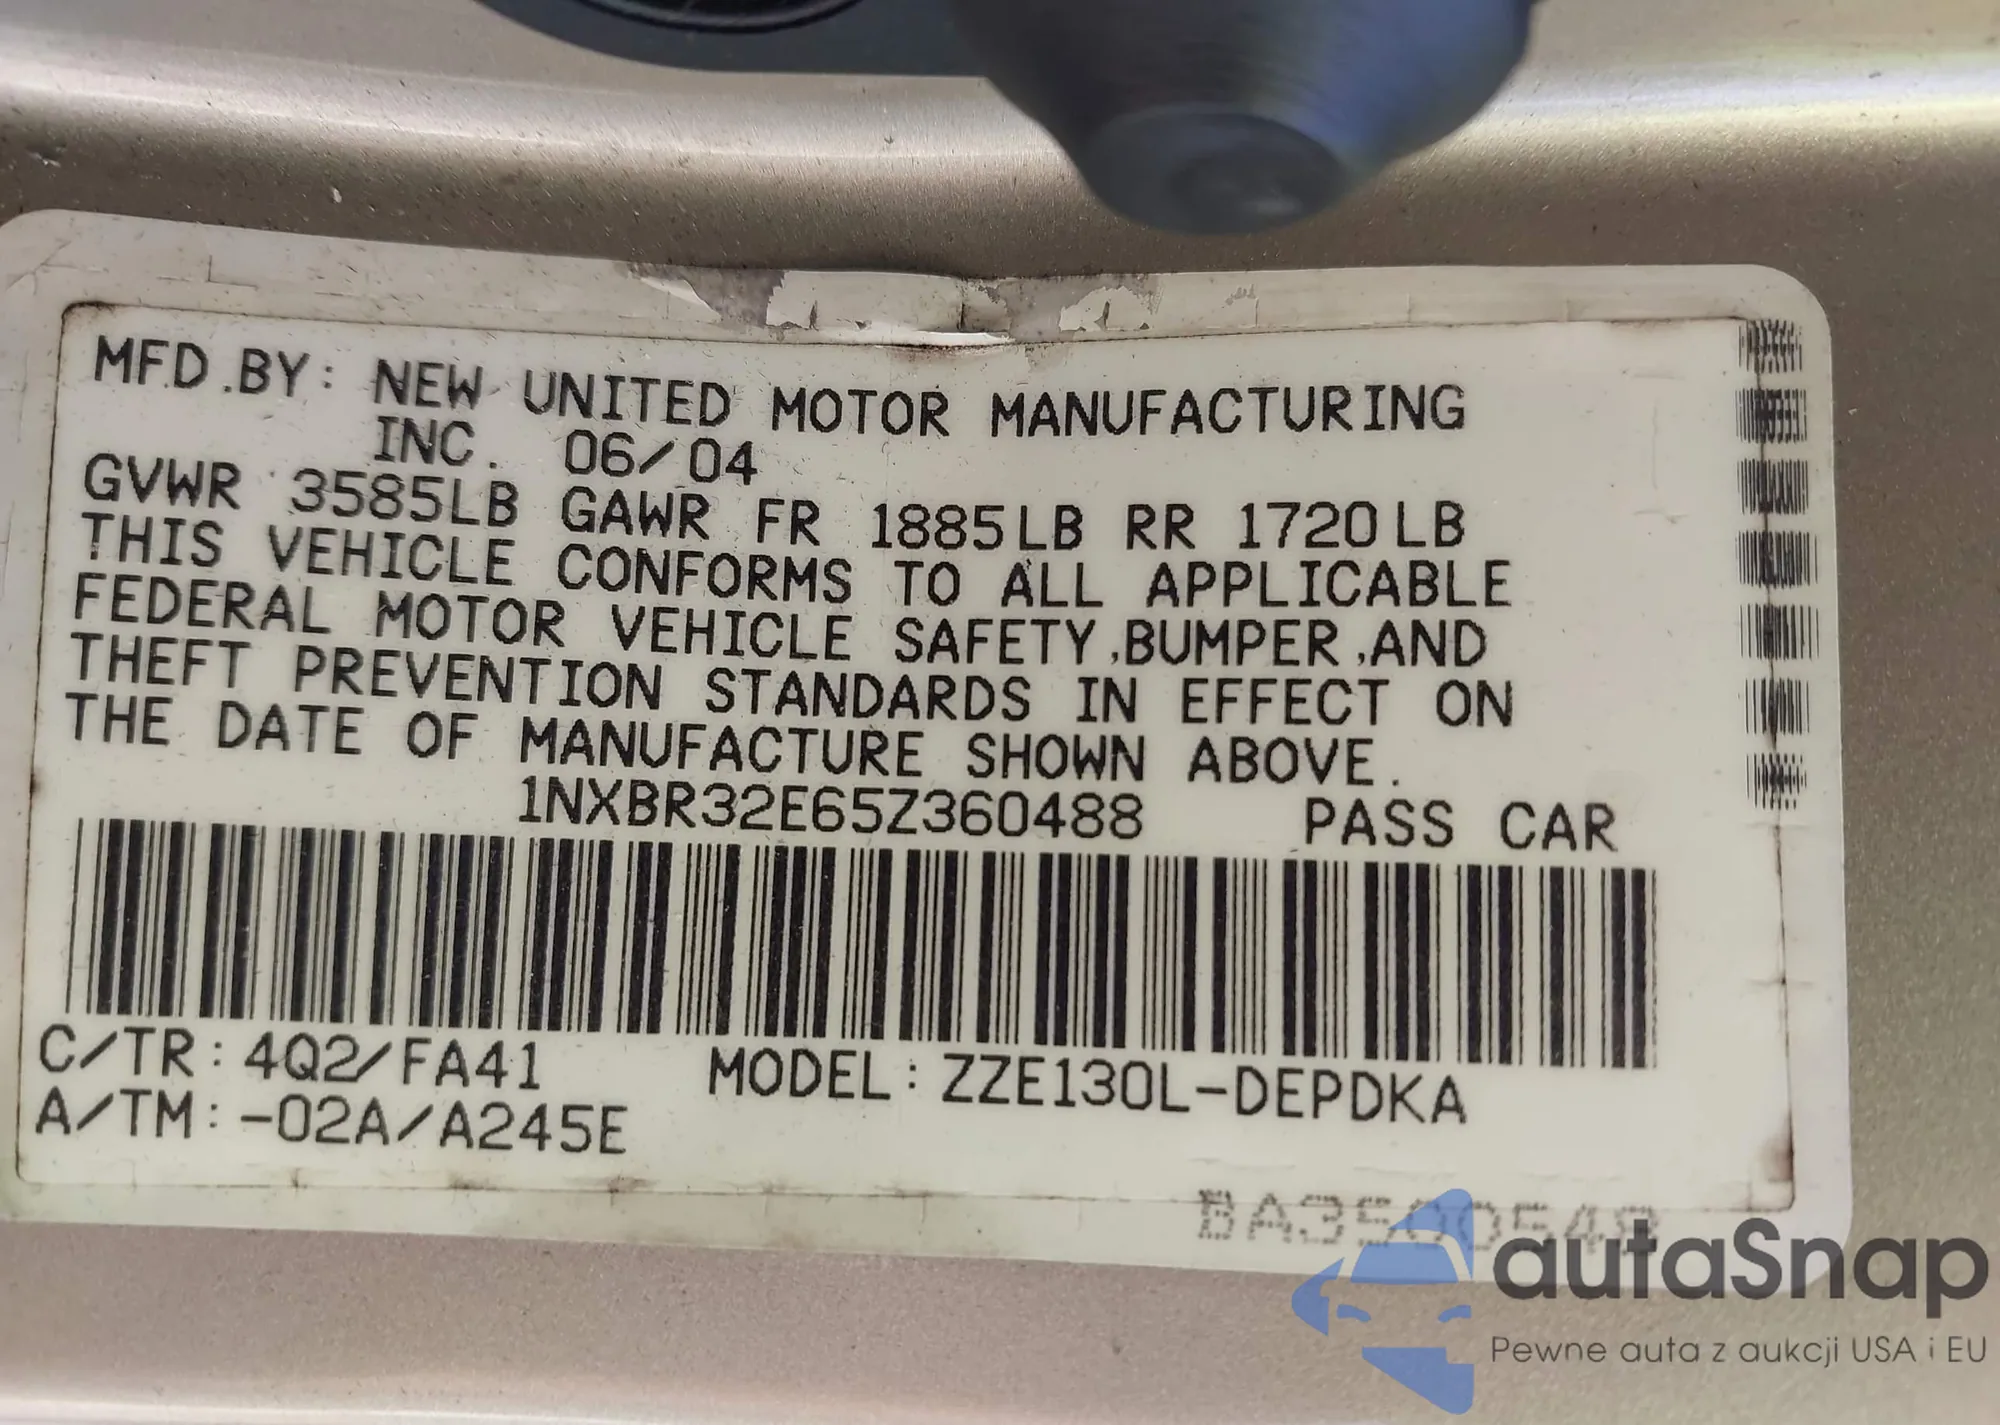 MFD.BY: NEW UNITED MOTOR MANUFACTURING
INC. 06/04
GVWR 3585LB GAWR FR 1885LB RR 1720LB
THIS VEHICLE CONFORMS TO ALL APPLICABLE
FEDERAL MOTOR VEHICLE SAFETY,BUMPER,AND
THEFT PREVENTION STANDARDS IN EFFECT ON
THE DATE OF MANUFACTURE SHOWN ABOVE.
1NXBR32E65Z360488 PASS CAR
C/TR: 4Q2/FA41 MODEL: ZZE130L-DEPDKA
A/TM: -02A/A245E
autaSnap
Pewne auta z aukcji USA i EU